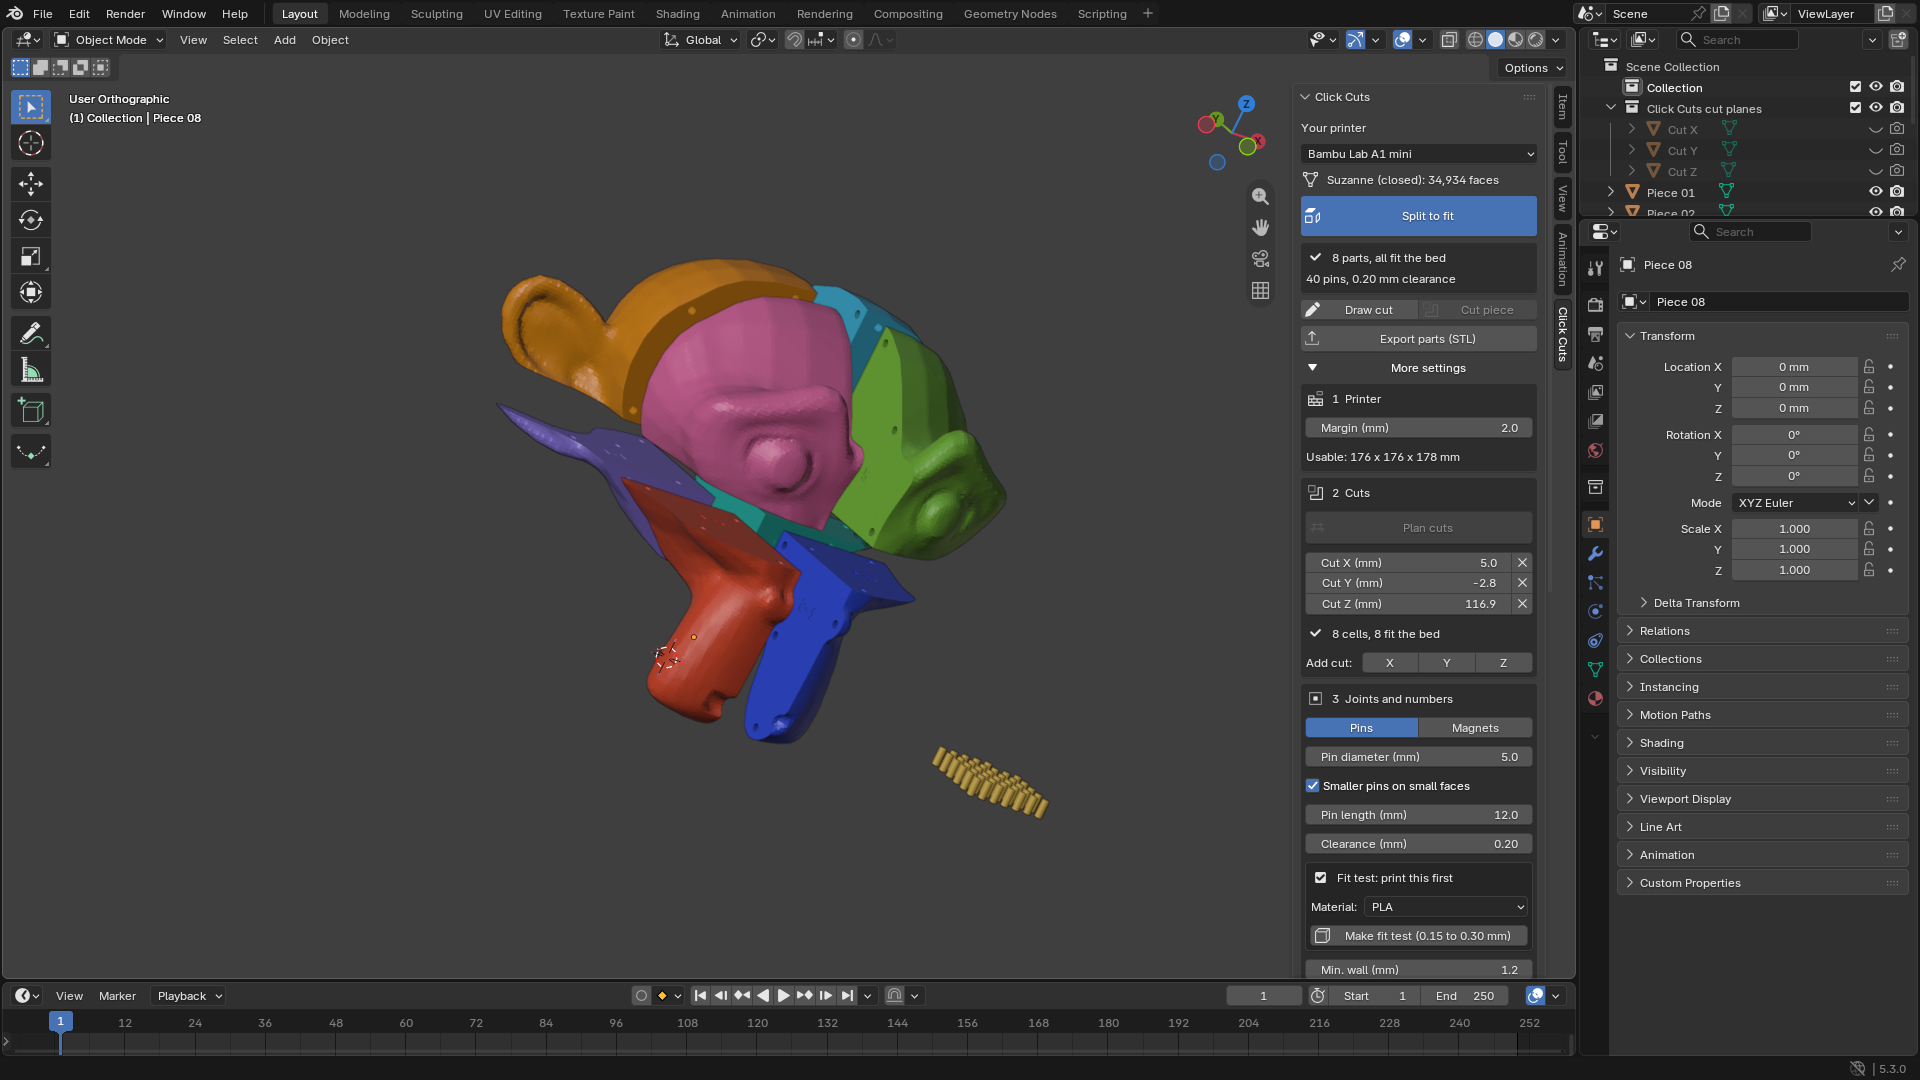 File Edit Render Window Help Layout Modeling Sculpting UV Editing Texture Paint Shading Animation Rendering Compositing Geometry Nodes Scripting Scene ViewLayer
Object Mode View Select Add Object Global
Options
User Orthographic
(1) Collection | Piece 08
Z
Y
X
Click Cuts
Your printer
Bambu Lab A1 mini
Suzanne (closed): 34,934 faces
Split to fit
8 parts, all fit the bed
40 pins, 0.20 mm clearance
Draw cut Cut piece
Export parts (STL)
More settings
1 Printer
Margin (mm) 2.0
Usable: 176 x 176 x 178 mm
2 Cuts
Plan cuts
Cut X (mm) 5.0
Cut Y (mm) -2.8
Cut Z (mm) 116.9
8 cells, 8 fit the bed
Add cut: X Y Z
3 Joints and numbers
Pins Magnets
Pin diameter (mm) 5.0
Smaller pins on small faces
Pin length (mm) 12.0
Clearance (mm) 0.20
Fit test: print this first
Material: PLA
Make fit test (0.15 to 0.30 mm)
Min. wall (mm) 1.2
Item
Tool
View
Animation
Click Cuts
Search
Scene Collection
Collection
Click Cuts cut planes
Cut X
Cut Y
Cut Z
Piece 01
Piece 02
Search
Piece 08
Piece 08
Transform
Location X 0 mm
Y 0 mm
Z 0 mm
Rotation X 0°
Y 0°
Z 0°
Mode XYZ Euler
Scale X 1.000
Y 1.000
Z 1.000
Delta Transform
Relations
Collections
Instancing
Motion Paths
Shading
Visibility
Viewport Display
Line Art
Animation
Custom Properties
View Marker Playback 1 Start 1 End 250
1 12 24 36 48 60 72 84 96 108 120 132 144 156 168 180 192 204 216 228 240 252
5.3.0